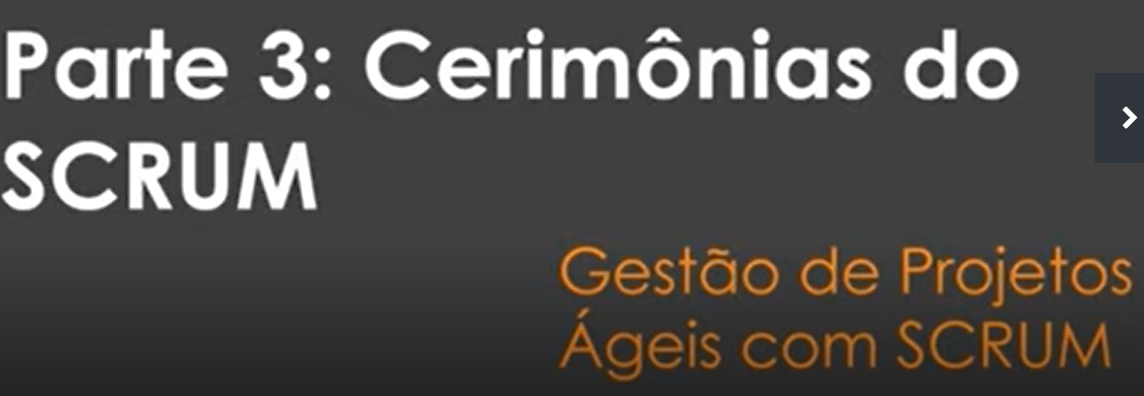 Parte 3: Cerimônias do
SCRUM
Gestão de Projetos
Ágeis com SCRUM